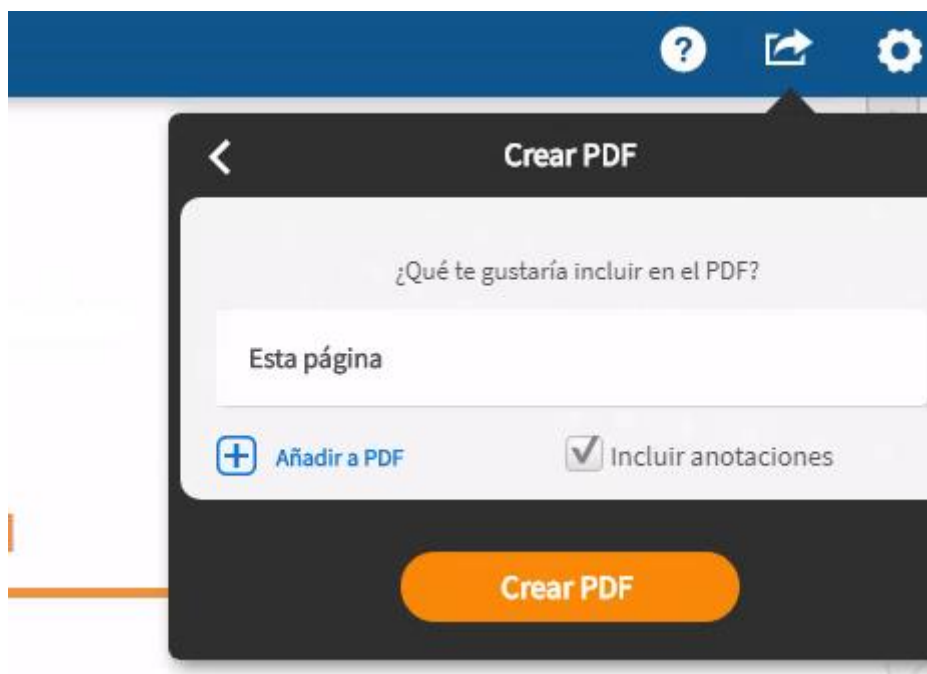 Crear PDF
¿Qué te gustaría incluir en el PDF?
Esta página
Añadir a PDF
Incluir anotaciones
Crear PDF